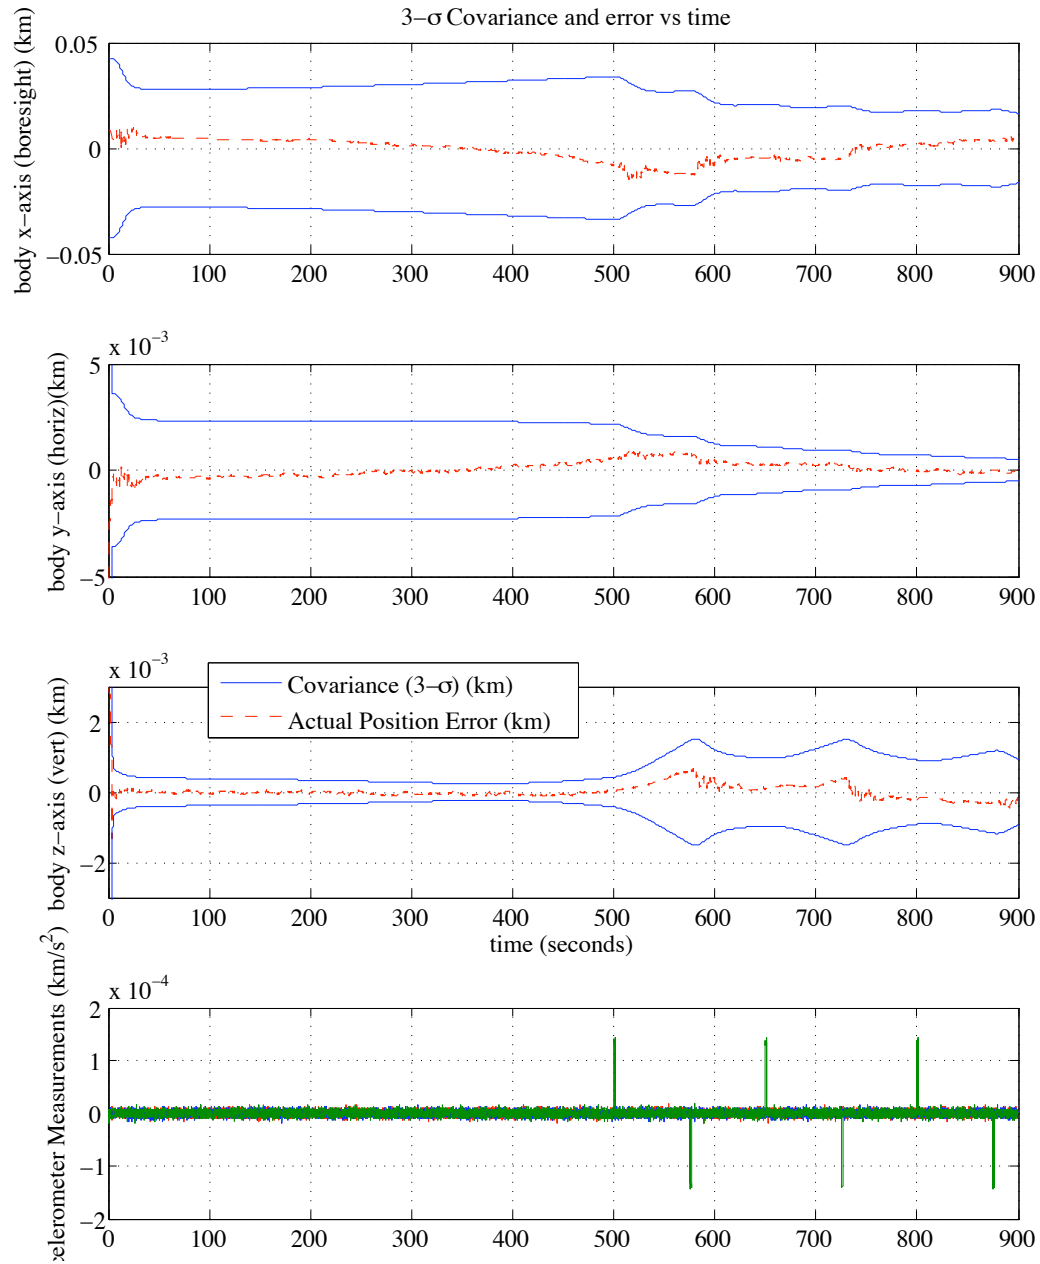 3–σ Covariance and error vs time
body x–axis (boresight) (km)
0.05
0
–0.05
0 100 200 300 400 500 600 700 800 900
x 10–3
body y–axis (horiz)(km)
5
0
–5
0 100 200 300 400 500 600 700 800 900
x 10–3
body z–axis (vert) (km)
2
0
–2
Covariance (3–σ) (km)
Actual Position Error (km)
0 100 200 300 400 500 600 700 800 900
time (seconds)
x 10–4
celerometer Measurements (km/s2)
2
1
0
–1
–2
0 100 200 300 400 500 600 700 800 900